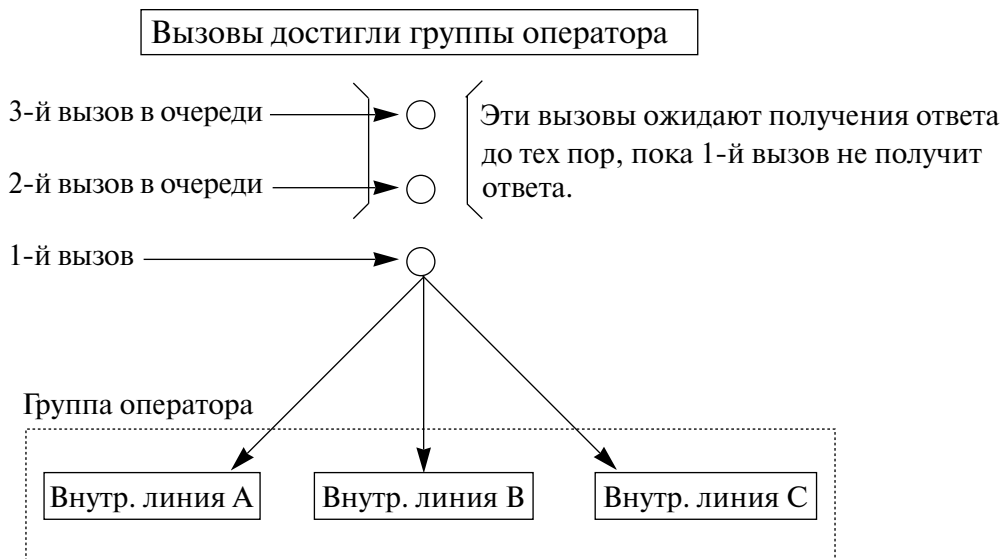 Вызовы достигли группы оператора
3-й вызов в очереди
Эти вызовы ожидают получения ответа
до тех пор, пока 1-й вызов не получит
2-й вызов в очереди
ответа.
1-й вызов
Группа оператора
Внутр. линия A
Внутр. линия B
Внутр. линия C